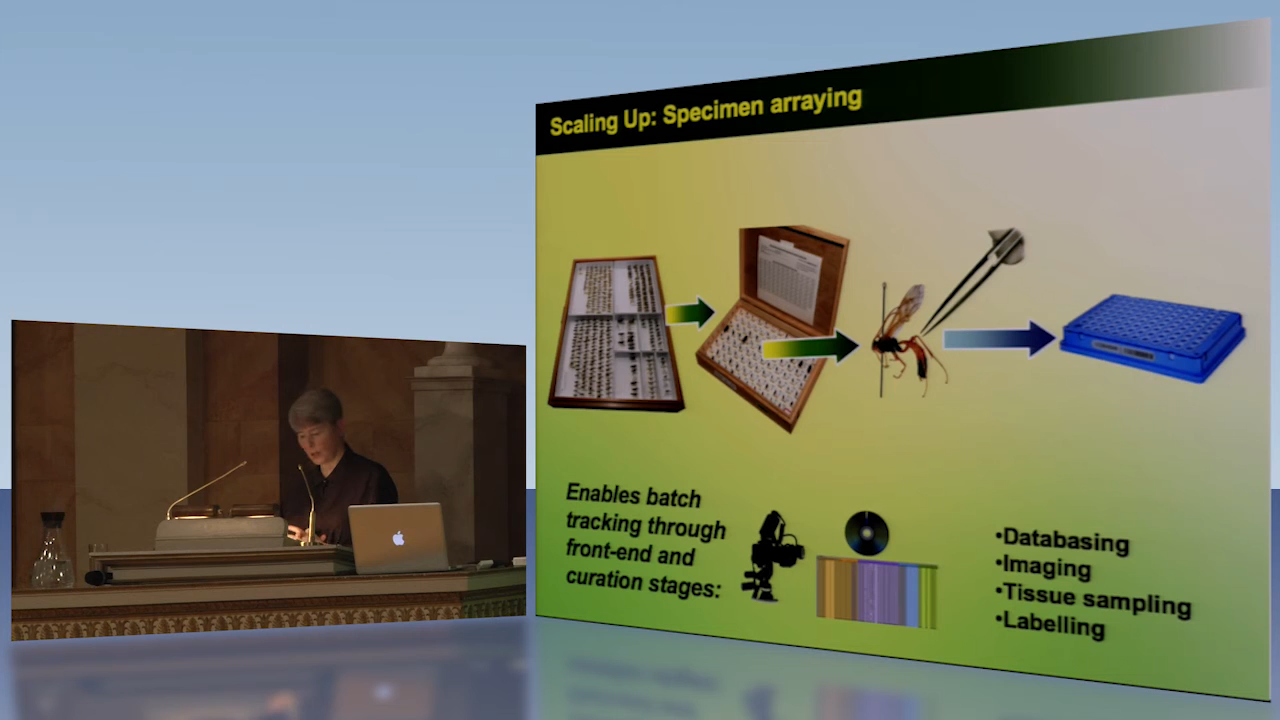 Scaling Up: Specimen arraying
Enables batch
tracking through
front-end and
curation stages:
•Databasing
•Imaging
•Tissue sampling
•Labelling